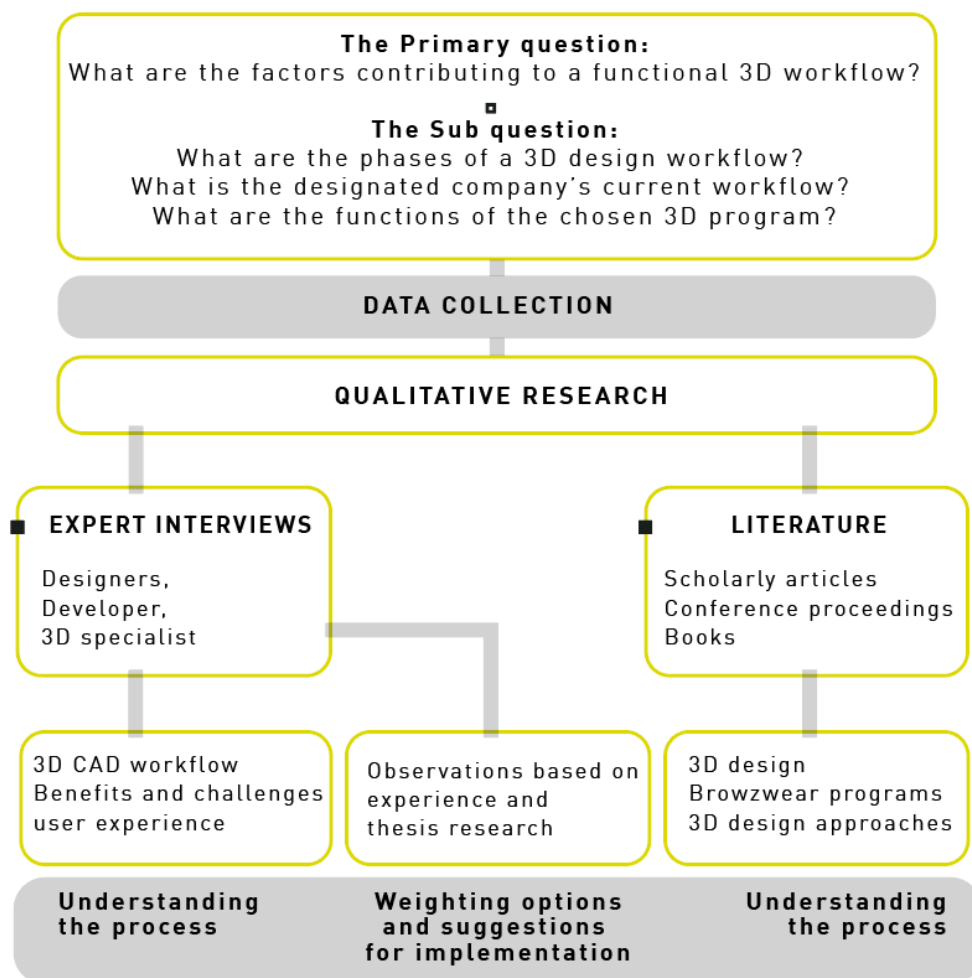 The Primary question:
What are the factors contributing to a functional 3D workflow?
The Sub question:
What are the phases of a 3D design workflow?
What is the designated company's current workflow?
What are the functions of the chosen 3D program?
DATA COLLECTION
QUALITATIVE RESEARCH
EXPERT INTERVIEWS
Designers,
Developer,
3D specialist
LITERATURE
Scholarly articles
Conference proceedings
Books
3D CAD workflow
Benefits and challenges
user experience
Observations based on
experience and
thesis research
3D design
Browzwear programs
3D design approaches
Understanding
the process
Weighting options
and suggestions
for implementation
Understanding
the process